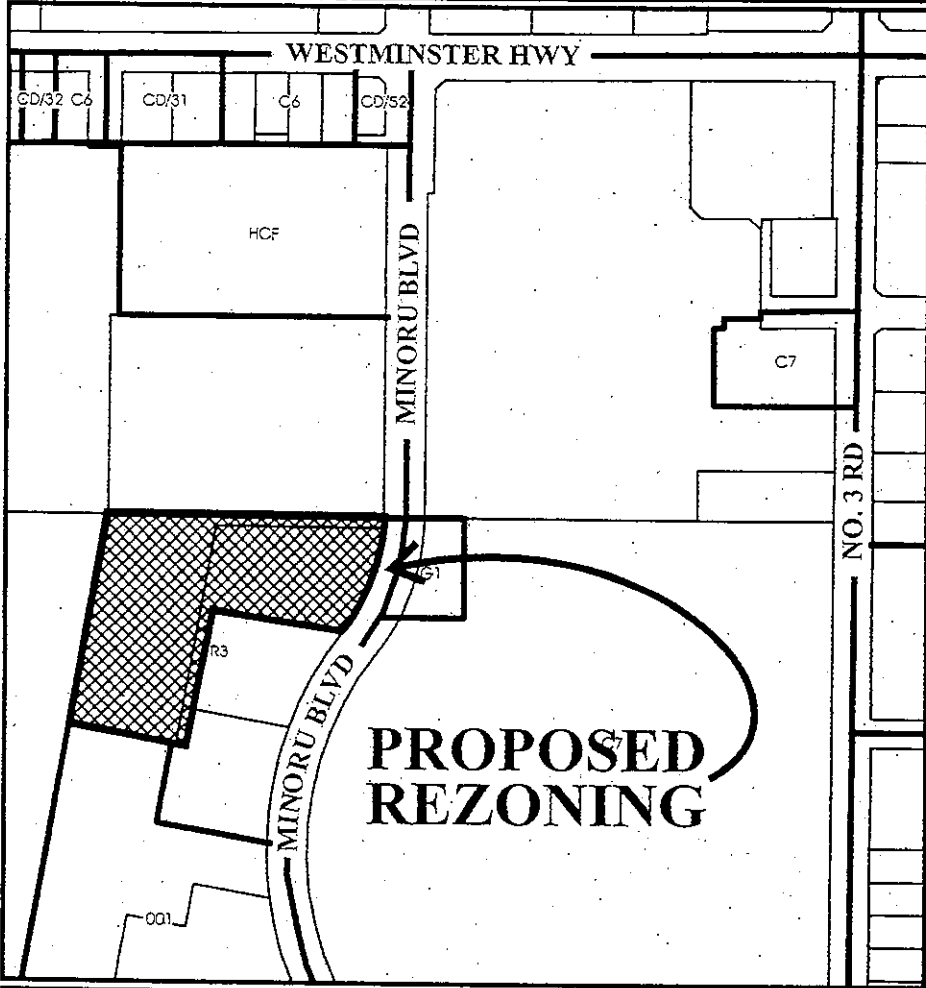 WESTMINSTER HWY
CD/32 C6 CD/31 C6 CD/52
HCF
MINORU BLVD
C7
NO. 3 RD
G1
R3
MINORU BLVD
PROPOSED
REZONING